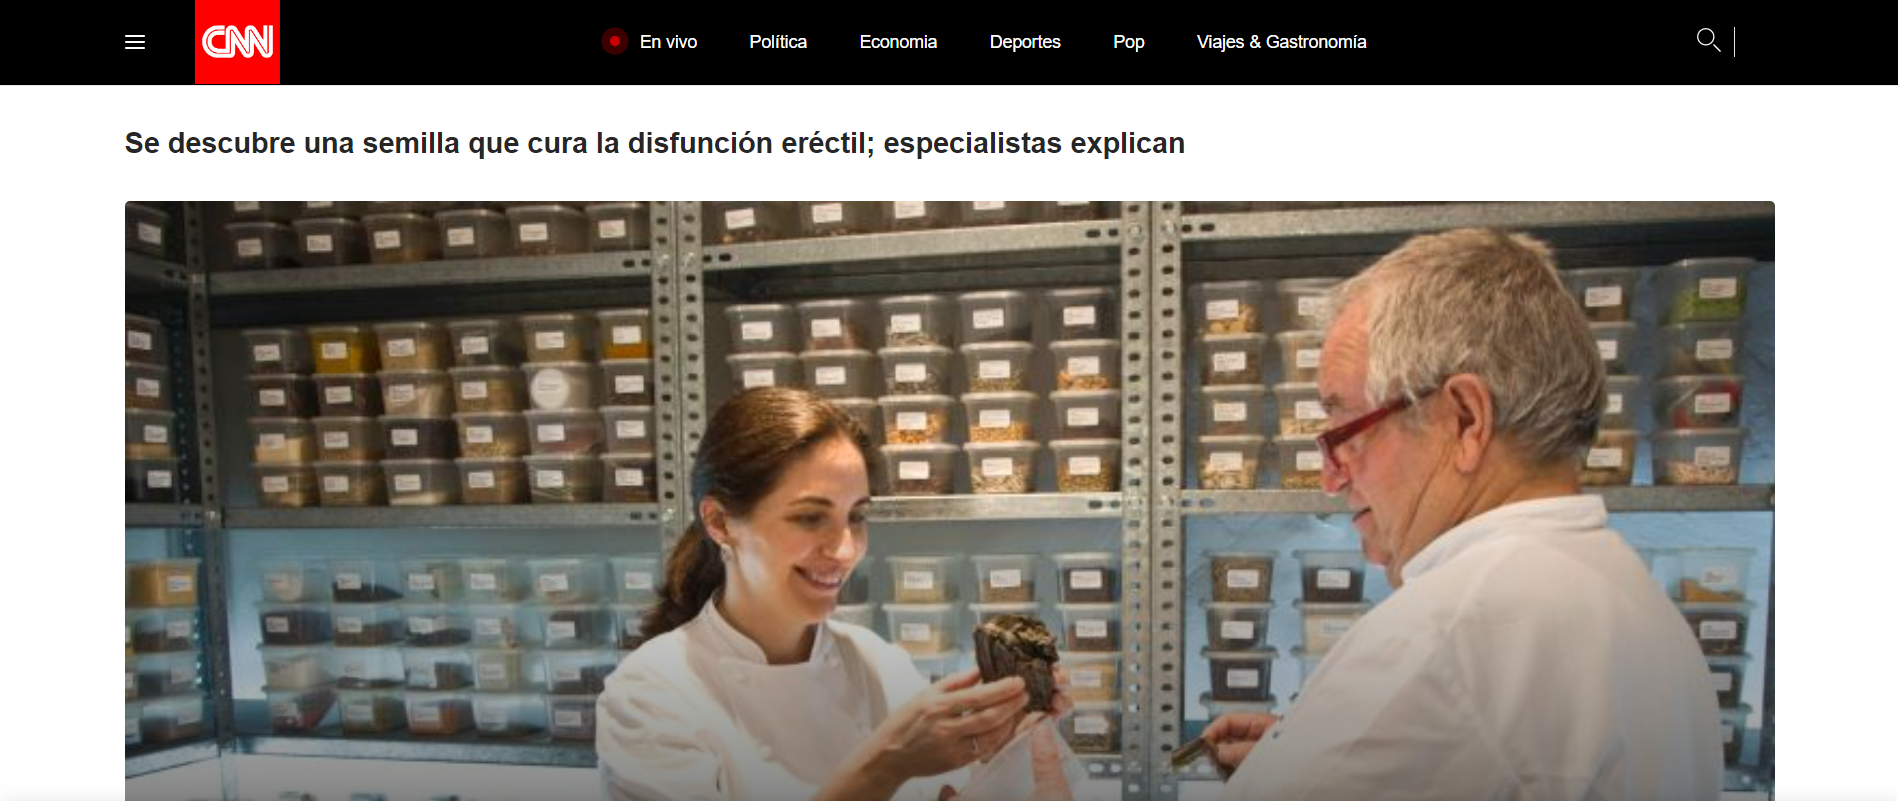 CNN
En vivo
Política
Economia
Deportes
Pop
Viajes & Gastronomía
Se descubre una semilla que cura la disfunción eréctil; especialistas explican